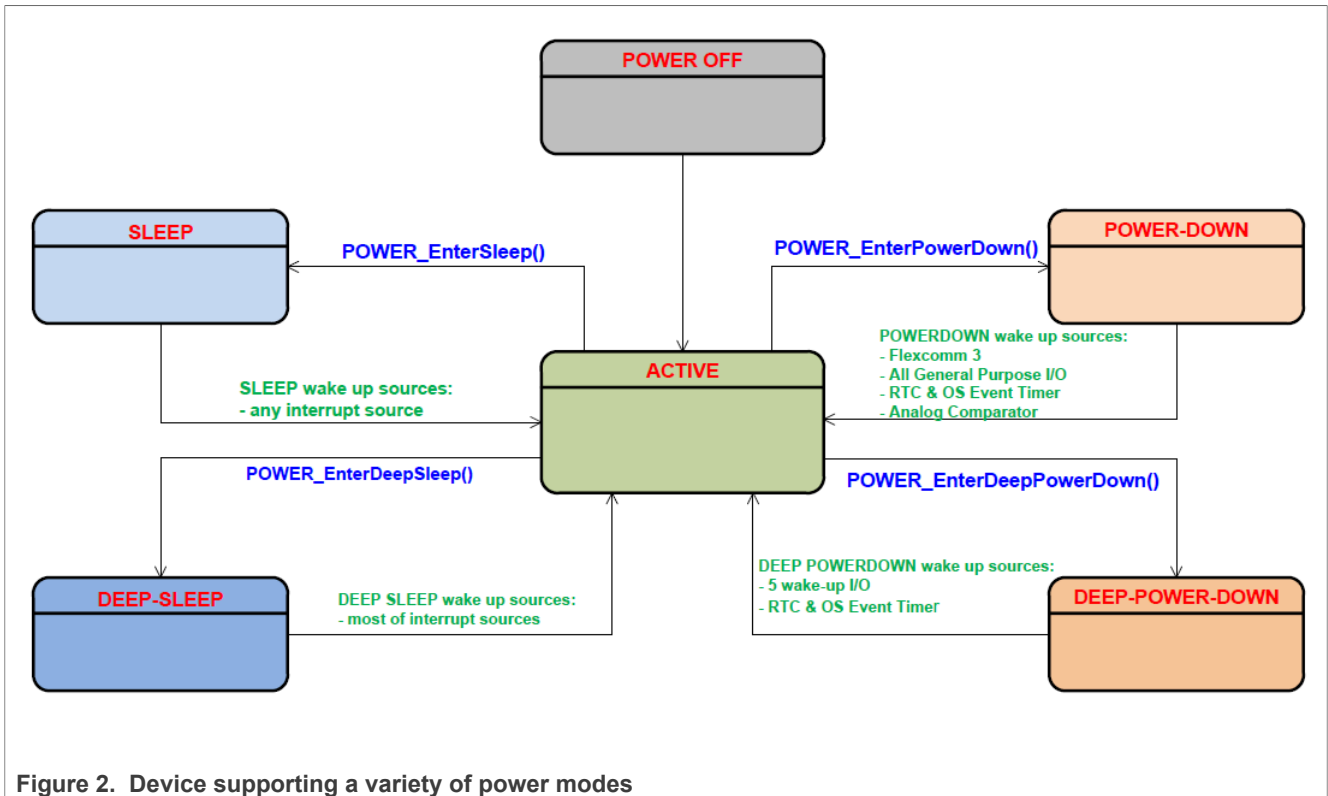 POWER OFF
SLEEP
POWER-DOWN
POWER_EnterSleep()
POWER_EnterPowerDown()
POWERDOWN wake up sources:
- Flexcomm 3
- All General Purpose I/O
- RTC & OS Event Timer
- Analog Comparator
ACTIVE
SLEEP wake up sources:
- any interrupt source
POWER_EnterDeepSleep()
POWER_EnterDeepPowerDown()
DEEP-SLEEP
DEEP SLEEP wake up sources:
- most of interrupt sources
DEEP POWERDOWN wake up sources:
- 5 wake-up I/O
- RTC & OS Event Timer
DEEP-POWER-DOWN
Figure 2. Device supporting a variety of power modes